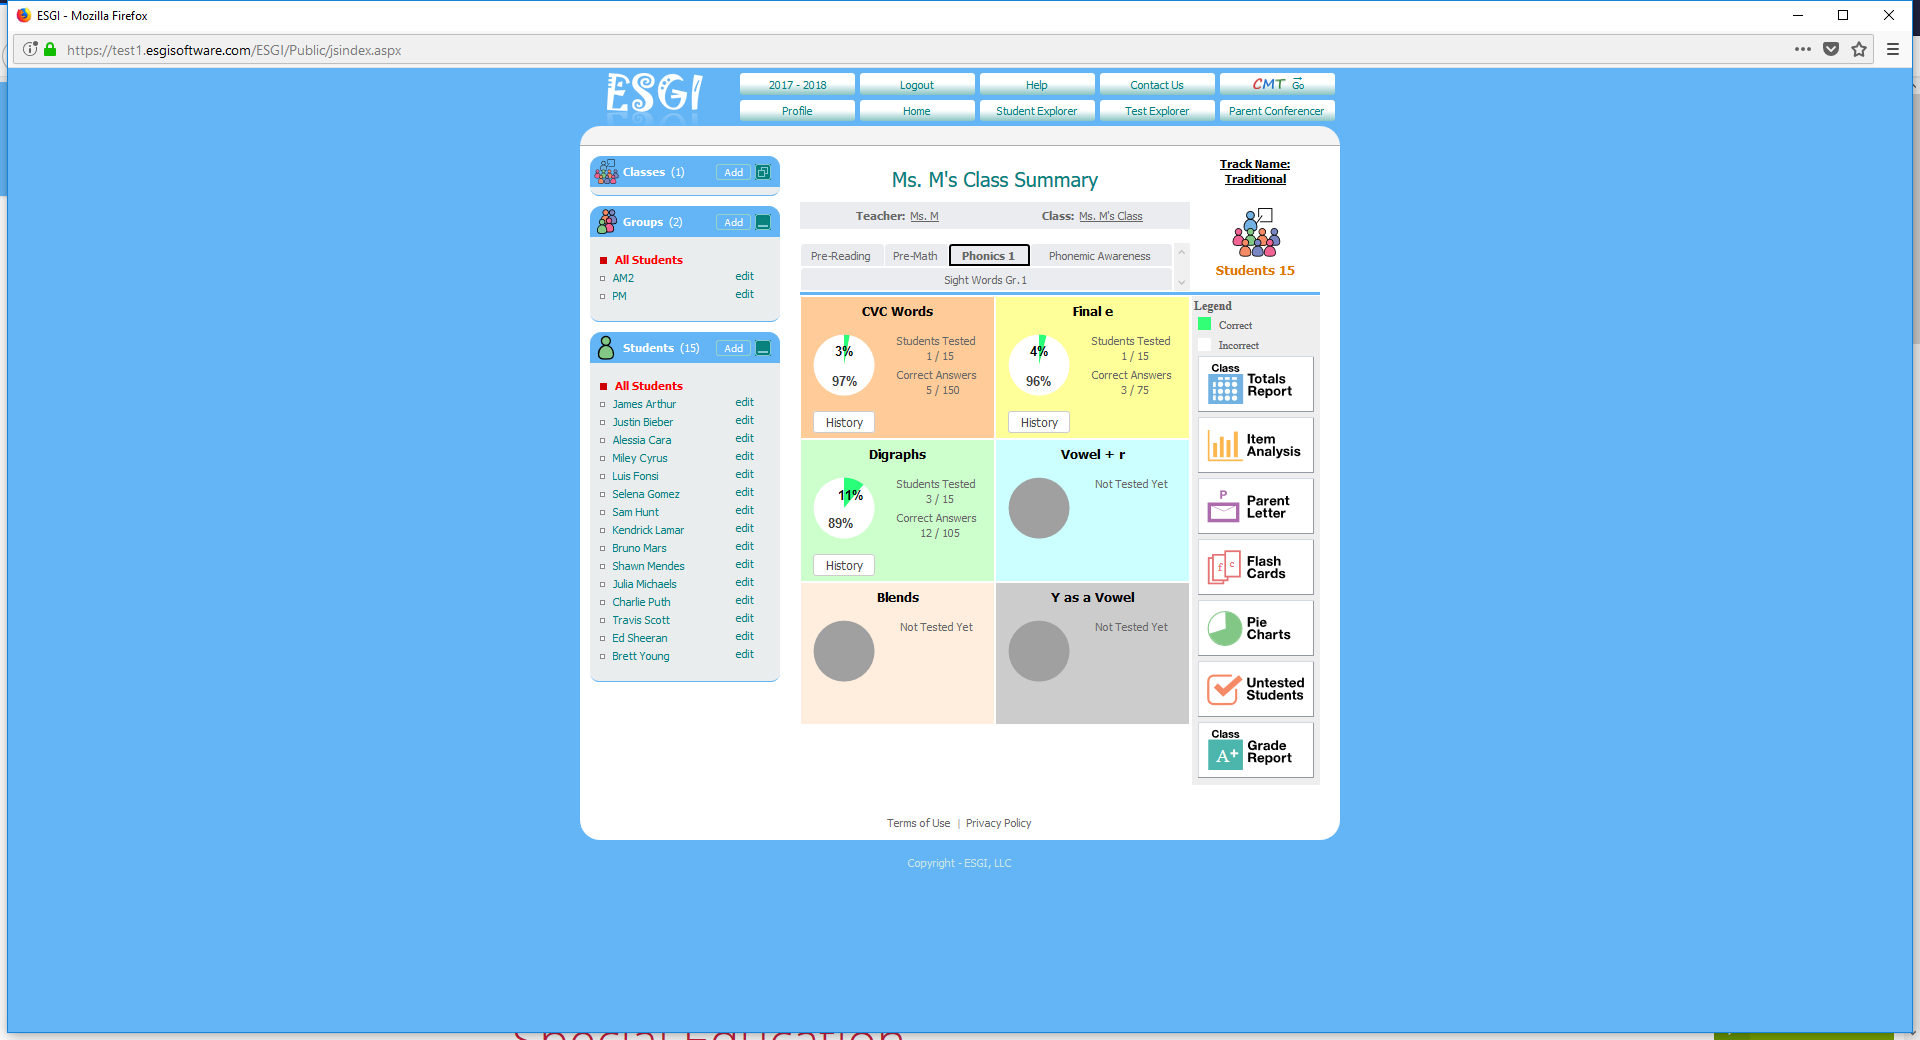 ESGI - Mozilla Firefox
https://test1.esgisoftware.com/ESGI/Public/jsindex.aspx
ESGI
2017 - 2018
Logout
Help
Contact Us
CMT Go
Profile
Home
Student Explorer
Test Explorer
Parent Conferencer
Classes (1)
Add
Groups (2)
Add
All Students
AM2 edit
PM edit
Students (15)
Add
All Students
James Arthur edit
Justin Bieber edit
Alessia Cara edit
Miley Cyrus edit
Luis Fonsi edit
Selena Gomez edit
Sam Hunt edit
Kendrick Lamar edit
Bruno Mars edit
Shawn Mendes edit
Julia Michaels edit
Charlie Puth edit
Travis Scott edit
Ed Sheeran edit
Brett Young edit
Ms. M's Class Summary
Teacher: Ms. M
Class: Ms. M's Class
Pre-Reading
Pre-Math
Phonics 1
Phonemic Awareness
Sight Words Gr.1
CVC Words
3%
97%
Students Tested
1 / 15
Correct Answers
5 / 150
History
Final e
4%
96%
Students Tested
1 / 15
Correct Answers
3 / 75
History
Digraphs
11%
89%
Students Tested
3 / 15
Correct Answers
12 / 105
History
Vowel + r
Not Tested Yet
Blends
Not Tested Yet
Y as a Vowel
Not Tested Yet
Track Name:
Traditional
Students 15
Legend
Correct
Incorrect
Class
Totals
Report
Item
Analysis
P
Parent
Letter
f c
Flash
Cards
Pie
Charts
Untested
Students
Class
A+
Grade
Report
Terms of Use | Privacy Policy
Copyright - ESGI, LLC
Special Education